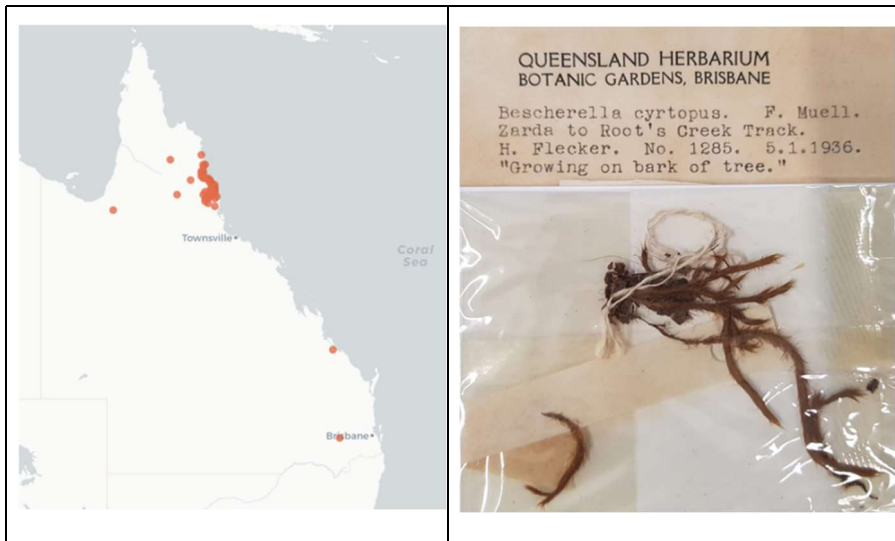 Townsville
Coral
Sea
Brisbane
QUEENSLAND HERBARIUM
BOTANIC GARDENS, BRISBANE
Bescherella cyrtopus. F. Muell.
Zarda to Root's Creek Track.
H. Flecker. No. 1285. 5.1.1936.
"Growing on bark of tree."